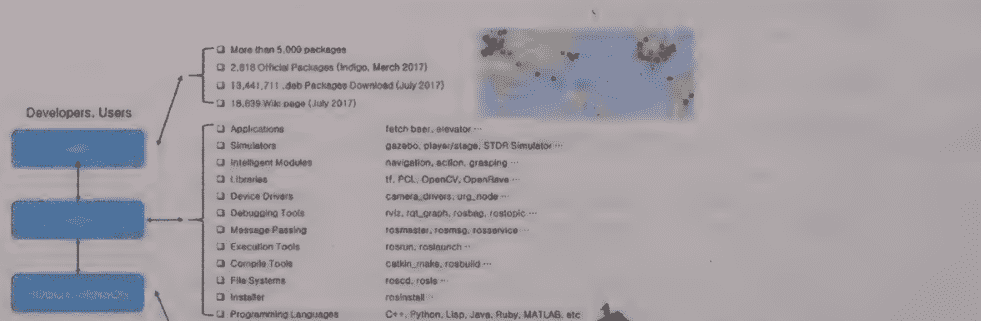 More than 5,000 packages
2,818 Official Packages (Indigo, March 2017)
13,441,711 .deb Packages Download (July 2017)
18,839 Wiki page (July 2017)
Developers, Users
Applications fetch beer, elevator ···
Simulators gazebo, player/stage, STDR Simulator ···
Intelligent Modules navigation, action, grasping ···
Libraries tf, PCL, OpenCV, OpenRave ···
Device Drivers camera_drivers, urg_node ···
Debugging Tools rviz, rqt_graph, rosbag, rostopic ···
Message Passing rosmaster, rosmsg, rosservice ···
Execution Tools rosrun, roslaunch ···
Compile Tools catkin_make, rosbuild ···
File Systems roscd, rosls ···
Installer rosinstall ···
Programming Languages C++, Python, Lisp, Java, Ruby, MATLAB, etc